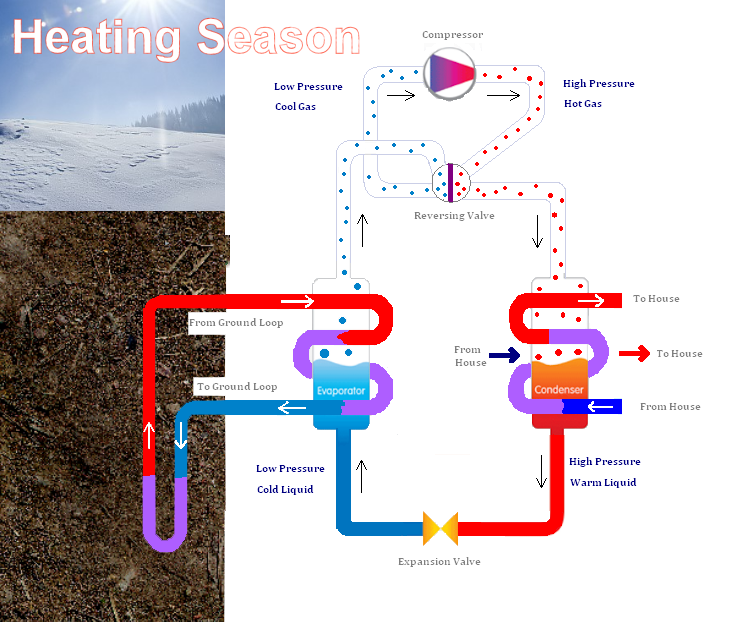 Heating Season
Compressor
Low Pressure
Cool Gas
High Pressure
Hot Gas
Reversing Valve
To House
From Ground Loop
From
House
To House
To Ground Loop
Evaporator
Condenser
From House
Low Pressure
Cold Liquid
High Pressure
Warm Liquid
Expansion Valve